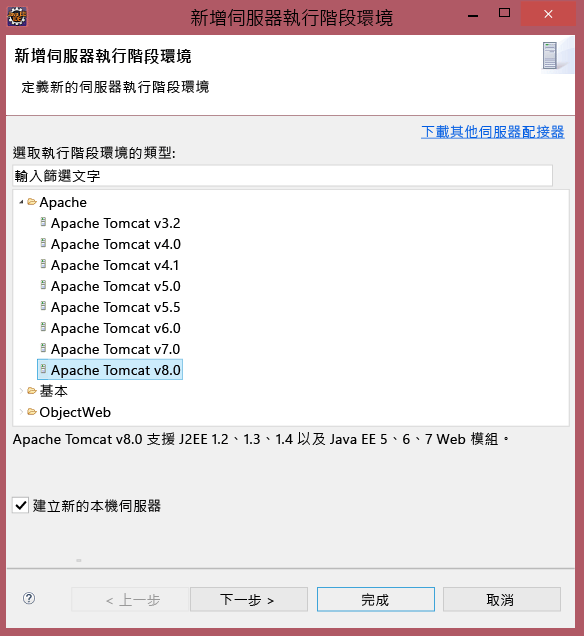 新增伺服器執行階段環境
新增伺服器執行階段環境
定義新的伺服器執行階段環境
下載其他伺服器配接器
選取執行階段環境的類型:
輸入篩選文字
Apache
Apache Tomcat v3.2
Apache Tomcat v4.0
Apache Tomcat v4.1
Apache Tomcat v5.0
Apache Tomcat v5.5
Apache Tomcat v6.0
Apache Tomcat v7.0
Apache Tomcat v8.0
基本
ObjectWeb
Apache Tomcat v8.0 支援 J2EE 1.2、1.3、1.4 以及 Java EE 5、6、7 Web 模組。
建立新的本機伺服器
? < 上一步 下一步 > 完成 取消